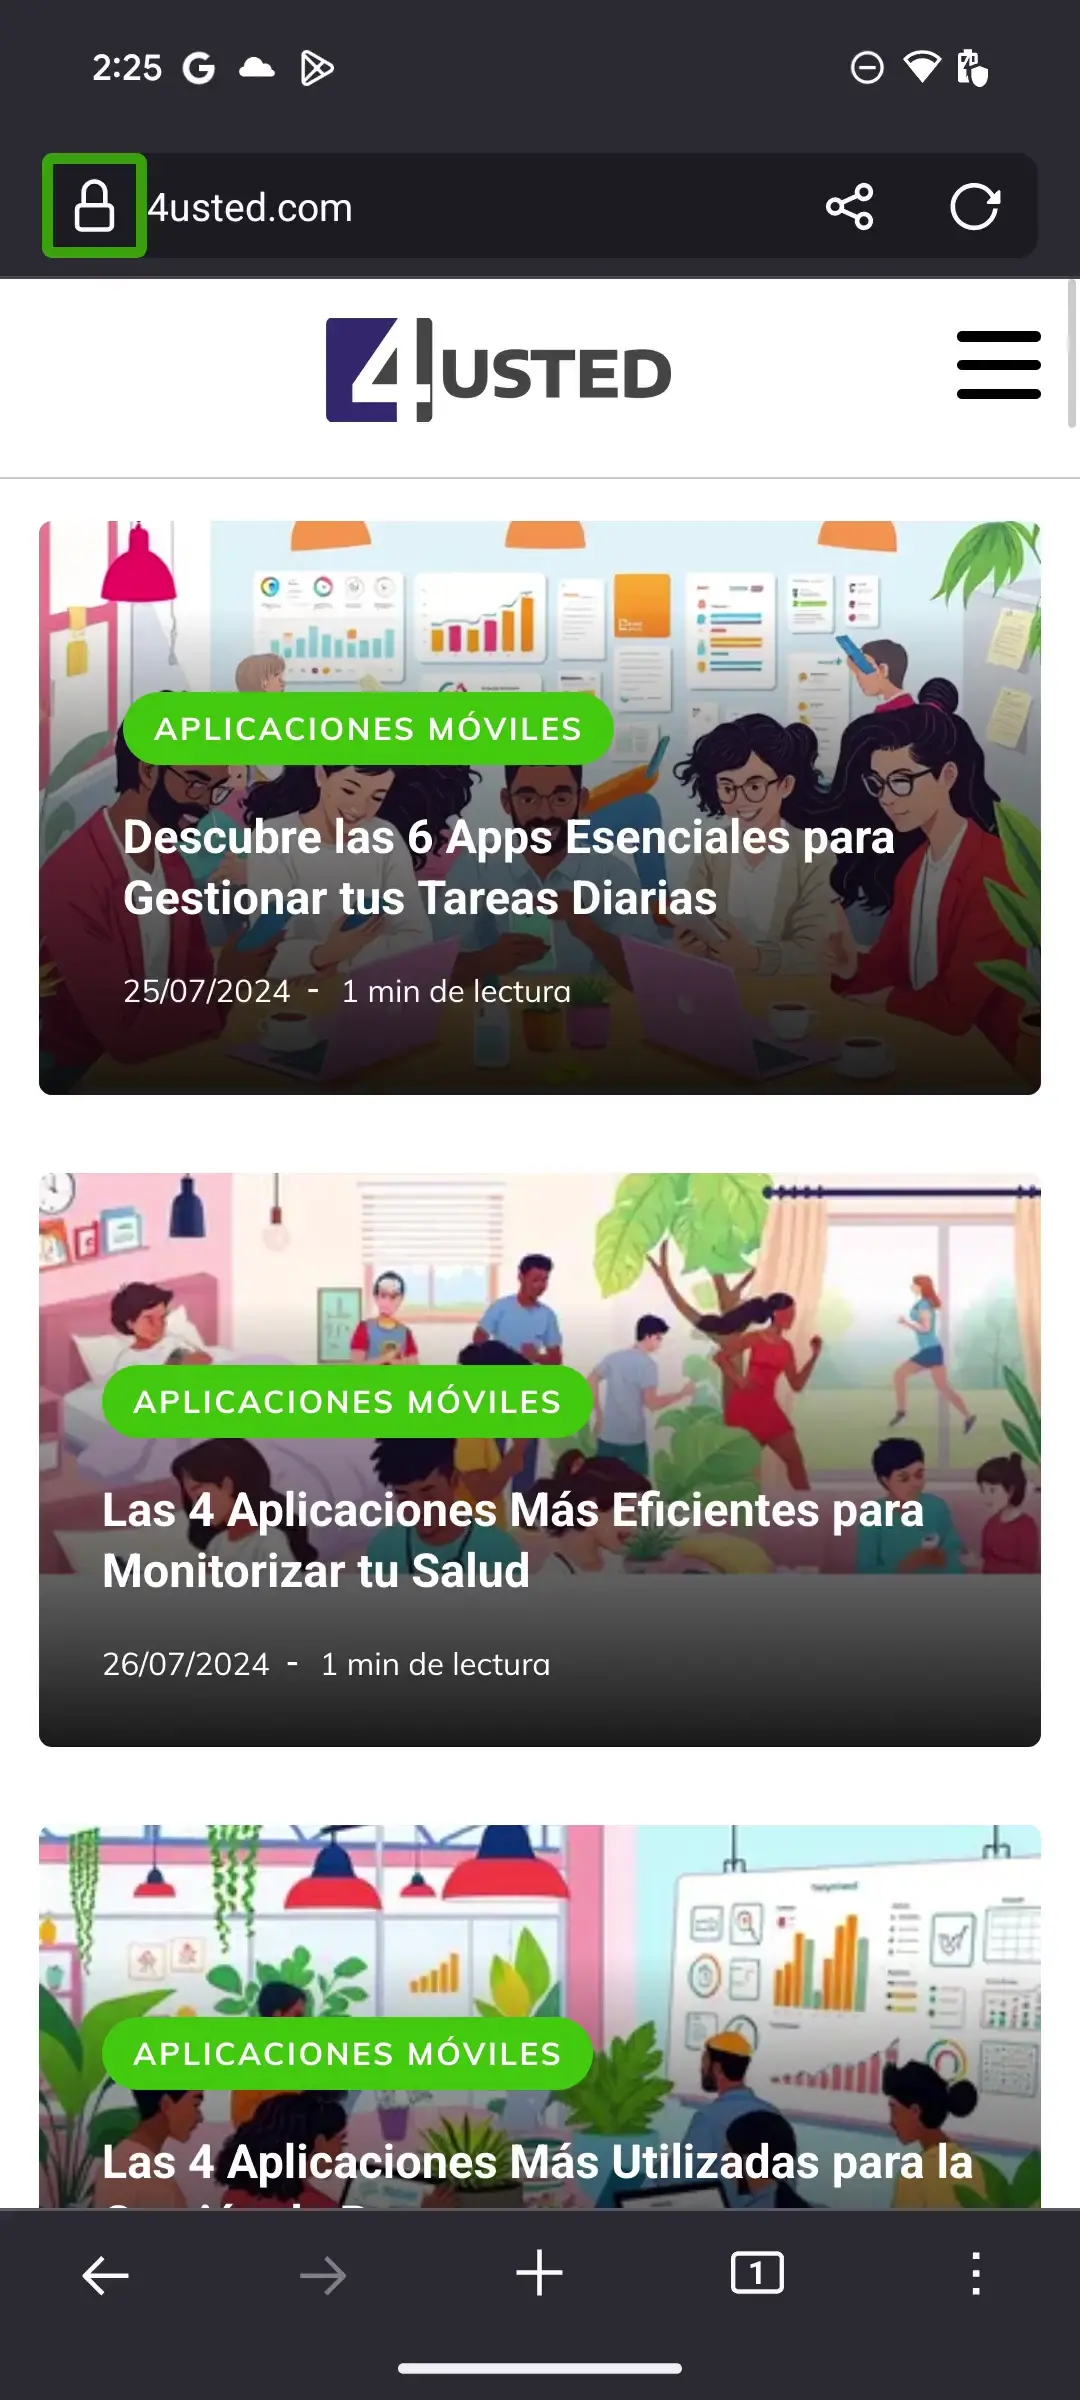 2:25
4usted.com
4USTED
APLICACIONES MÓVILES
Descubre las 6 Apps Esenciales para
Gestionar tus Tareas Diarias
25/07/2024 - 1 min de lectura
APLICACIONES MÓVILES
Las 4 Aplicaciones Más Eficientes para
Monitorizar tu Salud
26/07/2024 - 1 min de lectura
APLICACIONES MÓVILES
Las 4 Aplicaciones Más Utilizadas para la
1